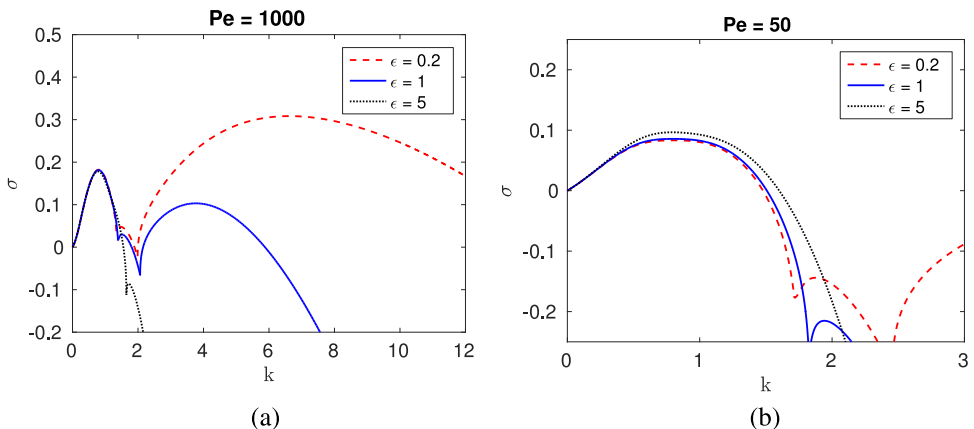 Pe = 1000
0.5
0.4
0.3
0.2
0.1
0
-0.1
-0.2
σ
0 2 4 6 8 10 12
k
ϵ = 0.2
ϵ = 1
ϵ = 5
(a)
Pe = 50
0.2
0.1
0
-0.1
-0.2
σ
0 1 2 3
k
ϵ = 0.2
ϵ = 1
ϵ = 5
(b)